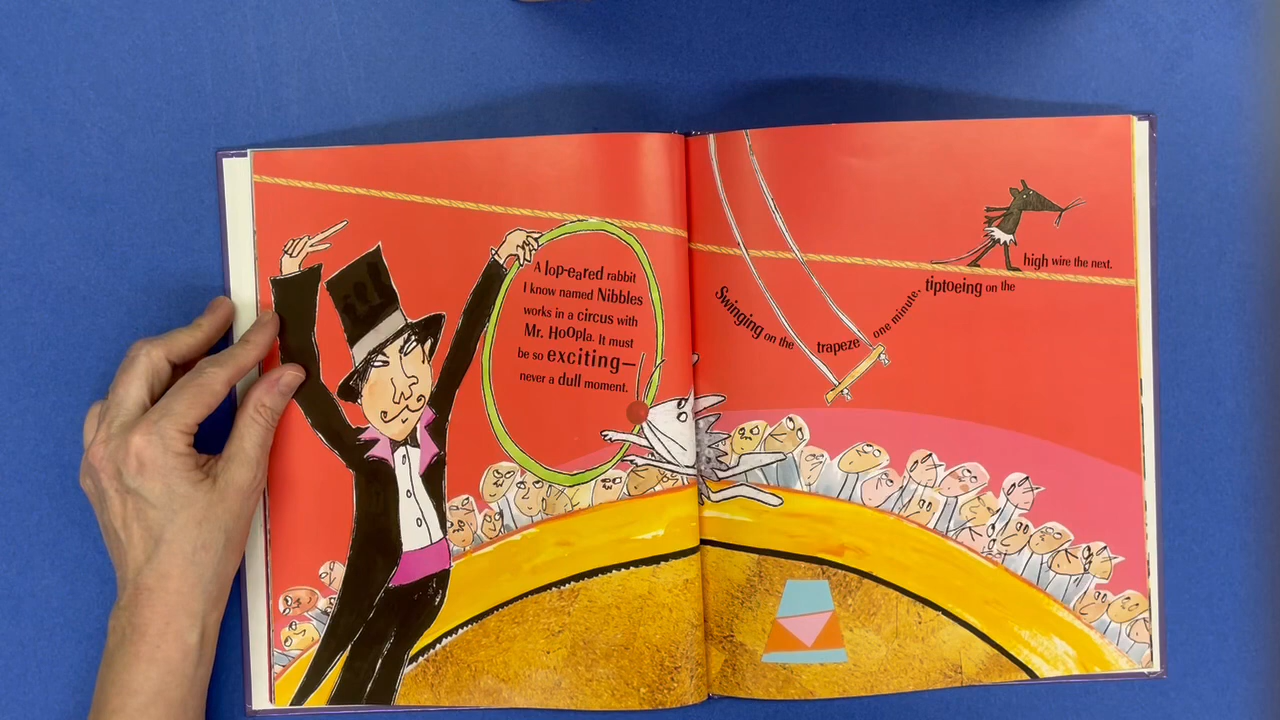 A lop-eared rabbit
I know named Nibbles
works in a circus with
Mr. HoOpla. It must
be so exciting—
never a dull moment.
Swinging on the trapeze one minute, tiptoeing on the
high wire the next.